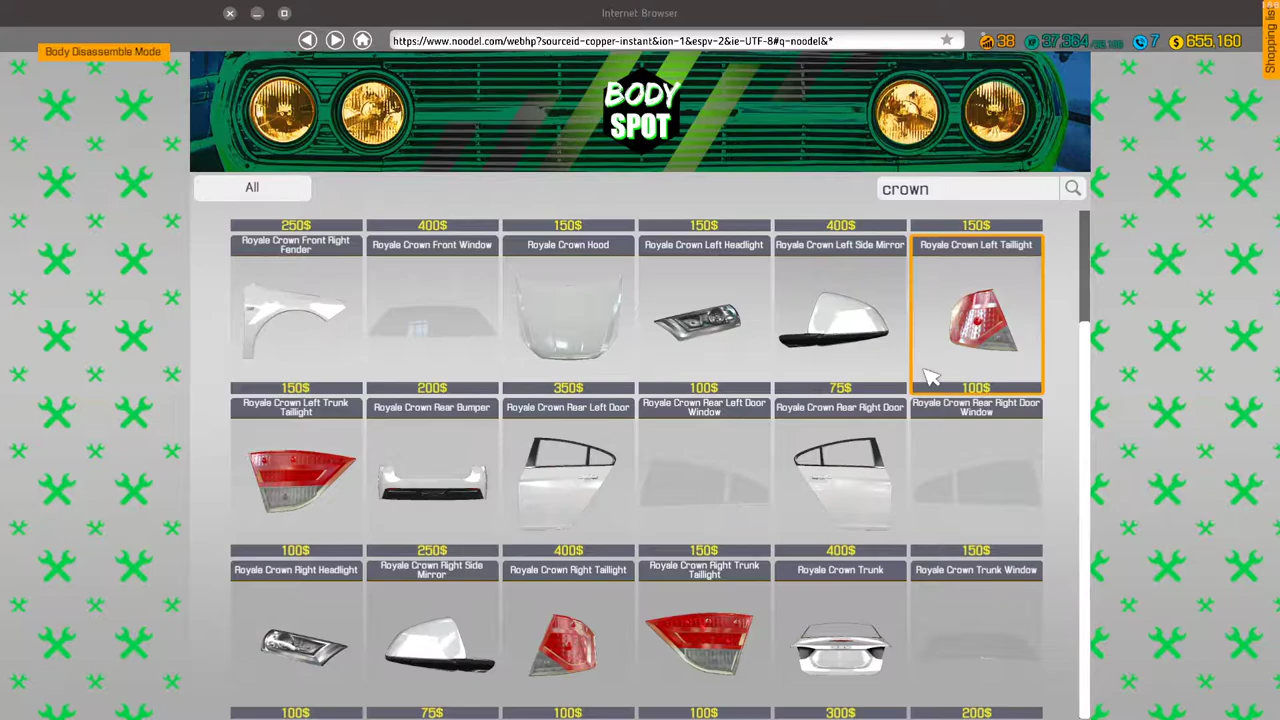 Internet Browser
Body Disassemble Mode
https://www.noodel.com/webhp?sourceid-copper-instant&ion-1&espv-2&ie-UTF-8#q-noodel&*
38
7
655,160
Shopping list
BODY
SPOT
All
crown
250$
400$
150$
150$
400$
150$
Royale Crown Front Right
Fender
Royale Crown Front Window
Royale Crown Hood
Royale Crown Left Headlight
Royale Crown Left Side Mirror
Royale Crown Left Taillight
150$
200$
350$
100$
75$
100$
Royale Crown Left Trunk
Taillight
Royale Crown Rear Bumper
Royale Crown Rear Left Door
Royale Crown Rear Left Door
Window
Royale Crown Rear Right Door
Royale Crown Rear Right Door
Window
100$
250$
400$
150$
400$
150$
Royale Crown Right Headlight
Royale Crown Right Side
Mirror
Royale Crown Right Taillight
Royale Crown Right Trunk
Taillight
Royale Crown Trunk
Royale Crown Trunk Window
100$
75$
100$
100$
300$
200$